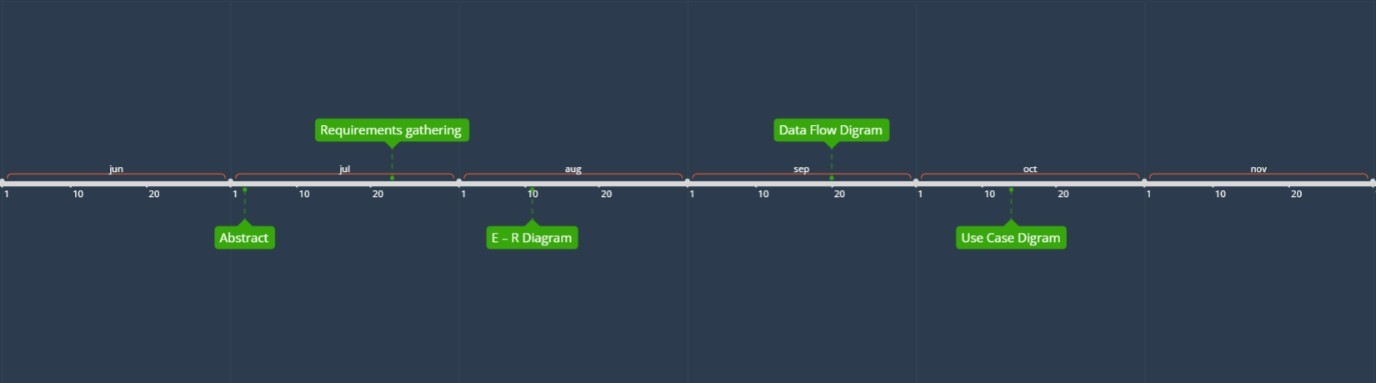 Requirements gathering
Data Flow Digram
jun
jul
aug
sep
oct
nov
1 10 20 1 10 20 1 10 20 1 10 20 1 10 20 1 10 20
Abstract
E – R Diagram
Use Case Digram